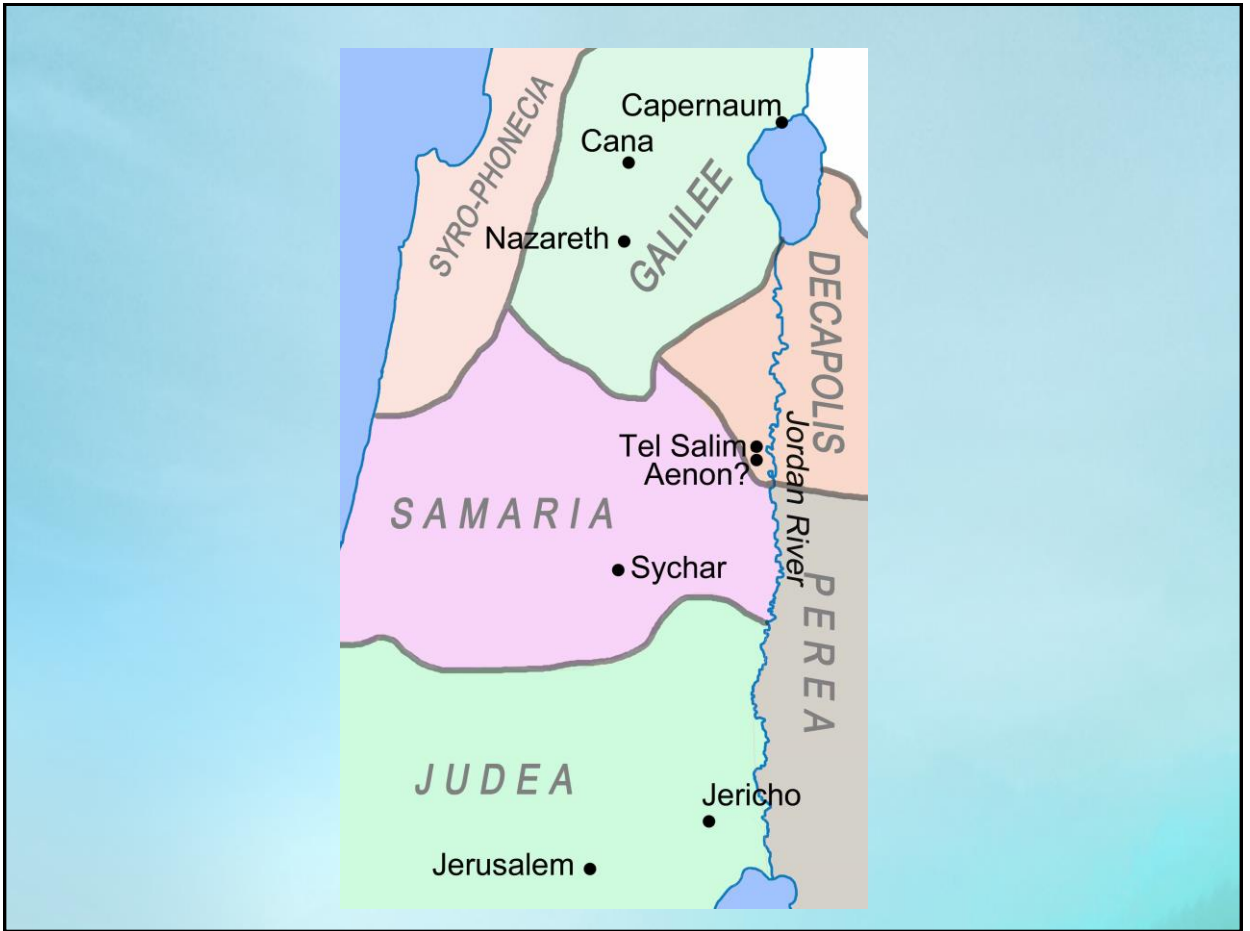 Capernaum
Cana
SYRO-PHONECIA
GALILEE
Nazareth
DECAPOLIS
Tel Salim
Aenon?
Jordan River
SAMARIA
Sychar
PEREA
JUDEA
Jericho
Jerusalem